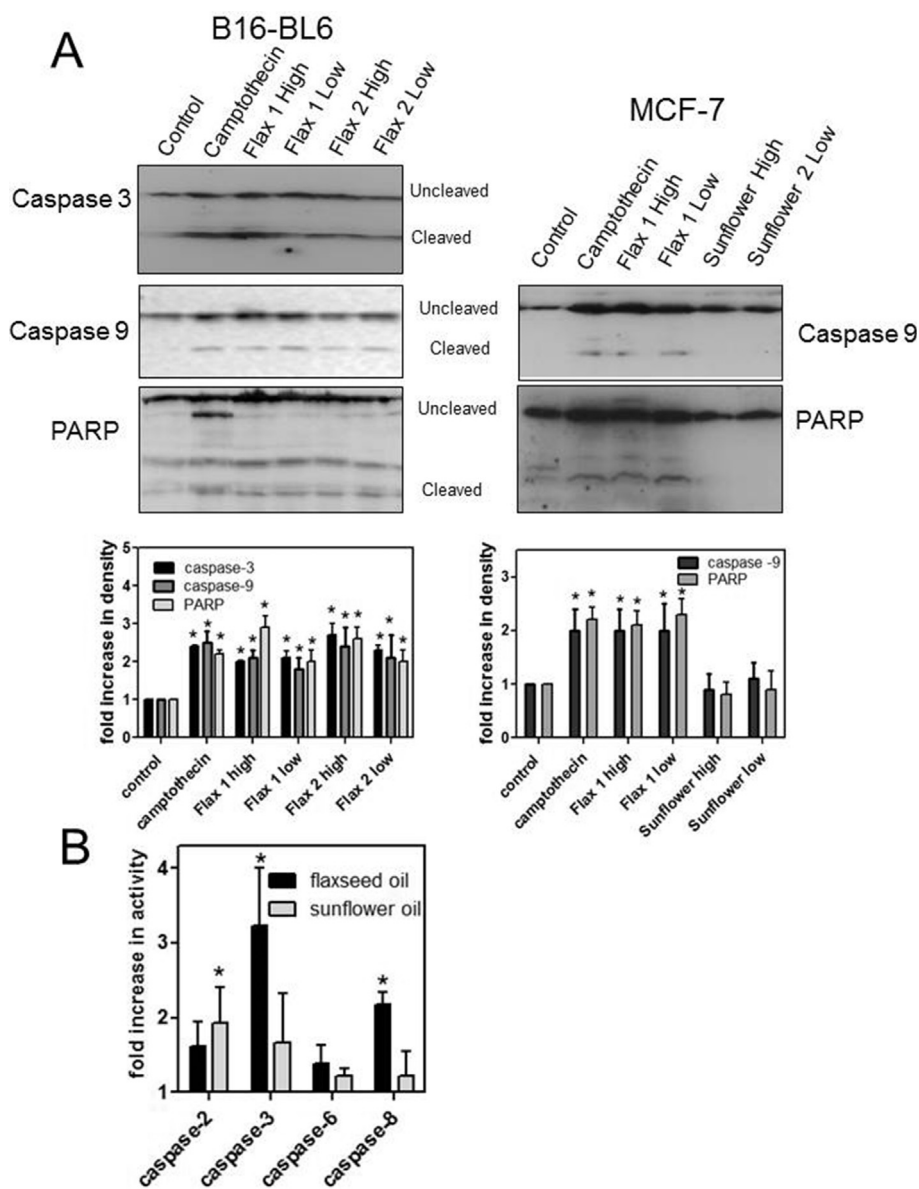 A
B16-BL6
Control
Camptothecin
Flax 1 High
Flax 1 Low
Flax 2 High
Flax 2 Low
Caspase 3
Uncleaved
Cleaved
Caspase 9
Uncleaved
Cleaved
PARP
Uncleaved
Cleaved
MCF-7
Control
Camptothecin
Flax 1 High
Flax 1 Low
Sunflower High
Sunflower 2 Low
Caspase 9
PARP
fold increase in density
5
4
3
2
1
0
caspase-3
caspase-9
PARP
* * *
* * *
* * *
* * *
* * *
control
camptothecin
Flax 1 high
Flax 1 low
Flax 2 high
Flax 2 low
fold increase in density
3
2
1
0
caspase -9
PARP
* *
* *
* *
control
camptothecin
Flax 1 high
Flax 1 low
Sunflower high
Sunflower low
B
fold increase in activity
4
3
2
1
flaxseed oil
sunflower oil
*
*
*
caspase-2
caspase-3
caspase-6
caspase-8